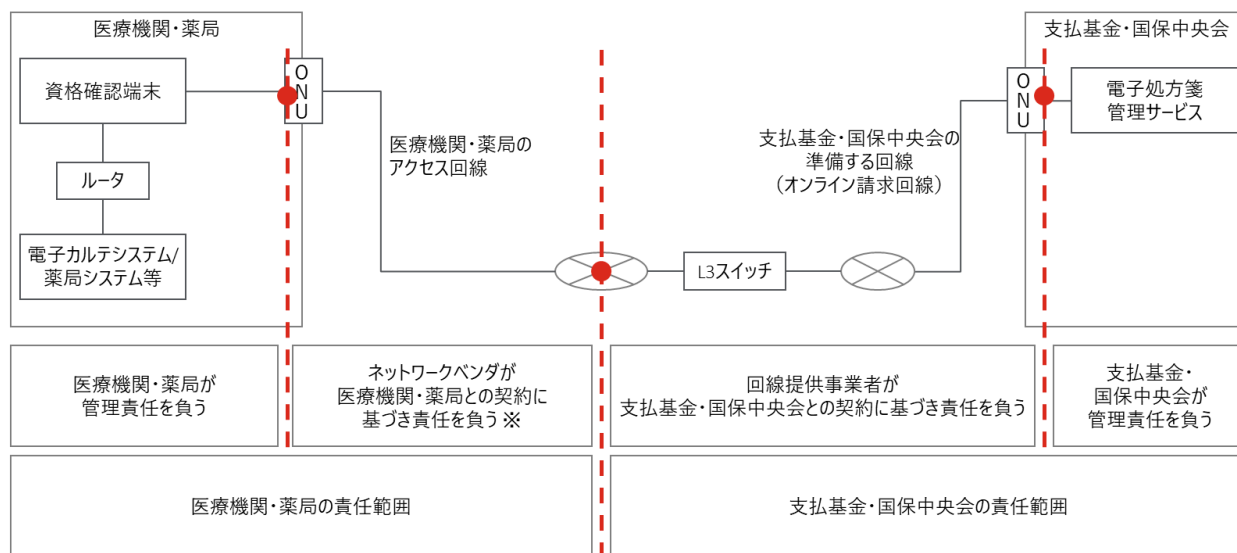 医療機関・薬局
支払基金・国保中央会
資格確認端末
O
N
U
ルータ
電子カルテシステム/
薬局システム等
医療機関・薬局の
アクセス回線
L3スイッチ
支払基金・国保中央会の
準備する回線
（オンライン請求回線）
O
N
U
電子処方箋
管理サービス
医療機関・薬局が
管理責任を負う
ネットワークベンダが
医療機関・薬局との契約に
基づき責任を負う※
回線提供事業者が
支払基金・国保中央会との契約に基づき責任を負う
支払基金・
国保中央会が
管理責任を負う
医療機関・薬局の責任範囲
支払基金・国保中央会の責任範囲